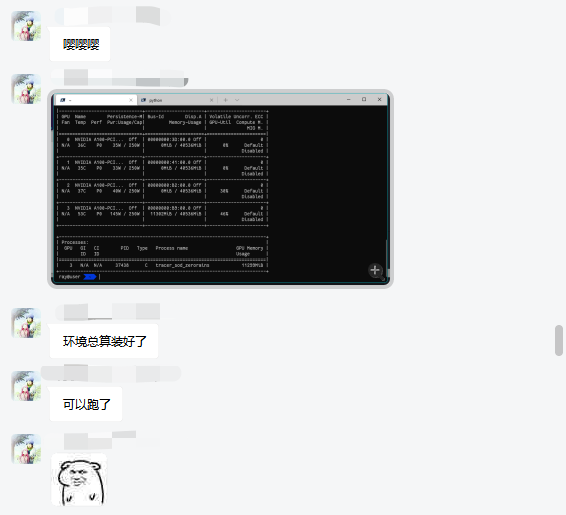 嘤嘤嘤
python
GPU Name Persistence-M| Bus-Id Disp.A | Volatile Uncorr. ECC
Fan Temp Perf Pwr:Usage/Cap| Memory-Usage | GPU-Util Compute M.
MIG M.
0 NVIDIA A100-PCI... Off | 00000000:3D:00.0 Off | 0
N/A 36C P0 35W / 250W | 0MiB / 40536MiB | 0% Default
Disabled
1 NVIDIA A100-PCI... Off | 00000000:41:00.0 Off | 0
N/A 35C P0 33W / 250W | 0MiB / 40536MiB | 0% Default
Disabled
2 NVIDIA A100-PCI... Off | 00000000:B2:00.0 Off | 0
N/A 37C P0 40W / 250W | 0MiB / 40536MiB | 30% Default
Disabled
3 NVIDIA A100-PCI... Off | 00000000:B5:00.0 Off | 0
N/A 53C P0 145W / 250W | 11302MiB / 40536MiB | 46% Default
Disabled
Processes:
GPU GI CI PID Type Process name GPU Memory
ID ID Usage
3 N/A N/A 37438 C tracer_sod_zerorains 11299MiB
环境总算装好了
可以跑了